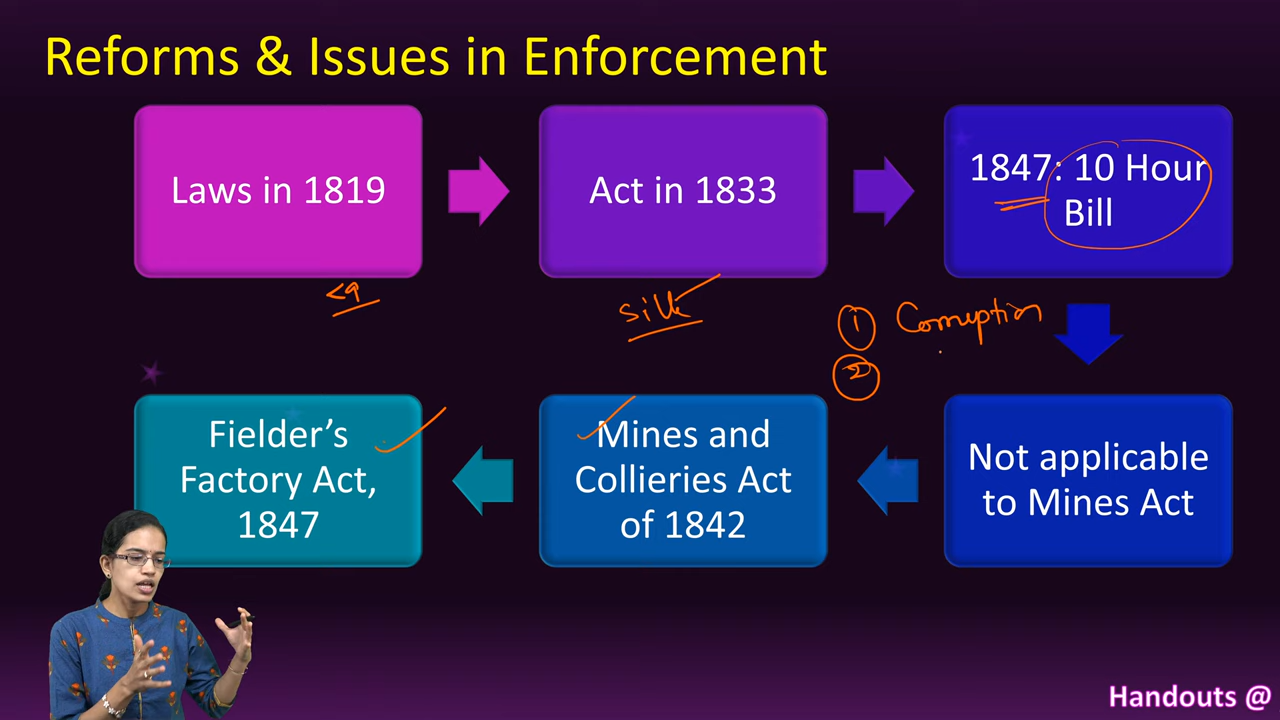 Reforms & Issues in Enforcement
Laws in 1819
Act in 1833
1847: 10 Hour
Bill
<9
silk
1 Corruption
2
Not applicable
to Mines Act
Mines and
Collieries Act
of 1842
Fielder's
Factory Act,
1847
Handouts @